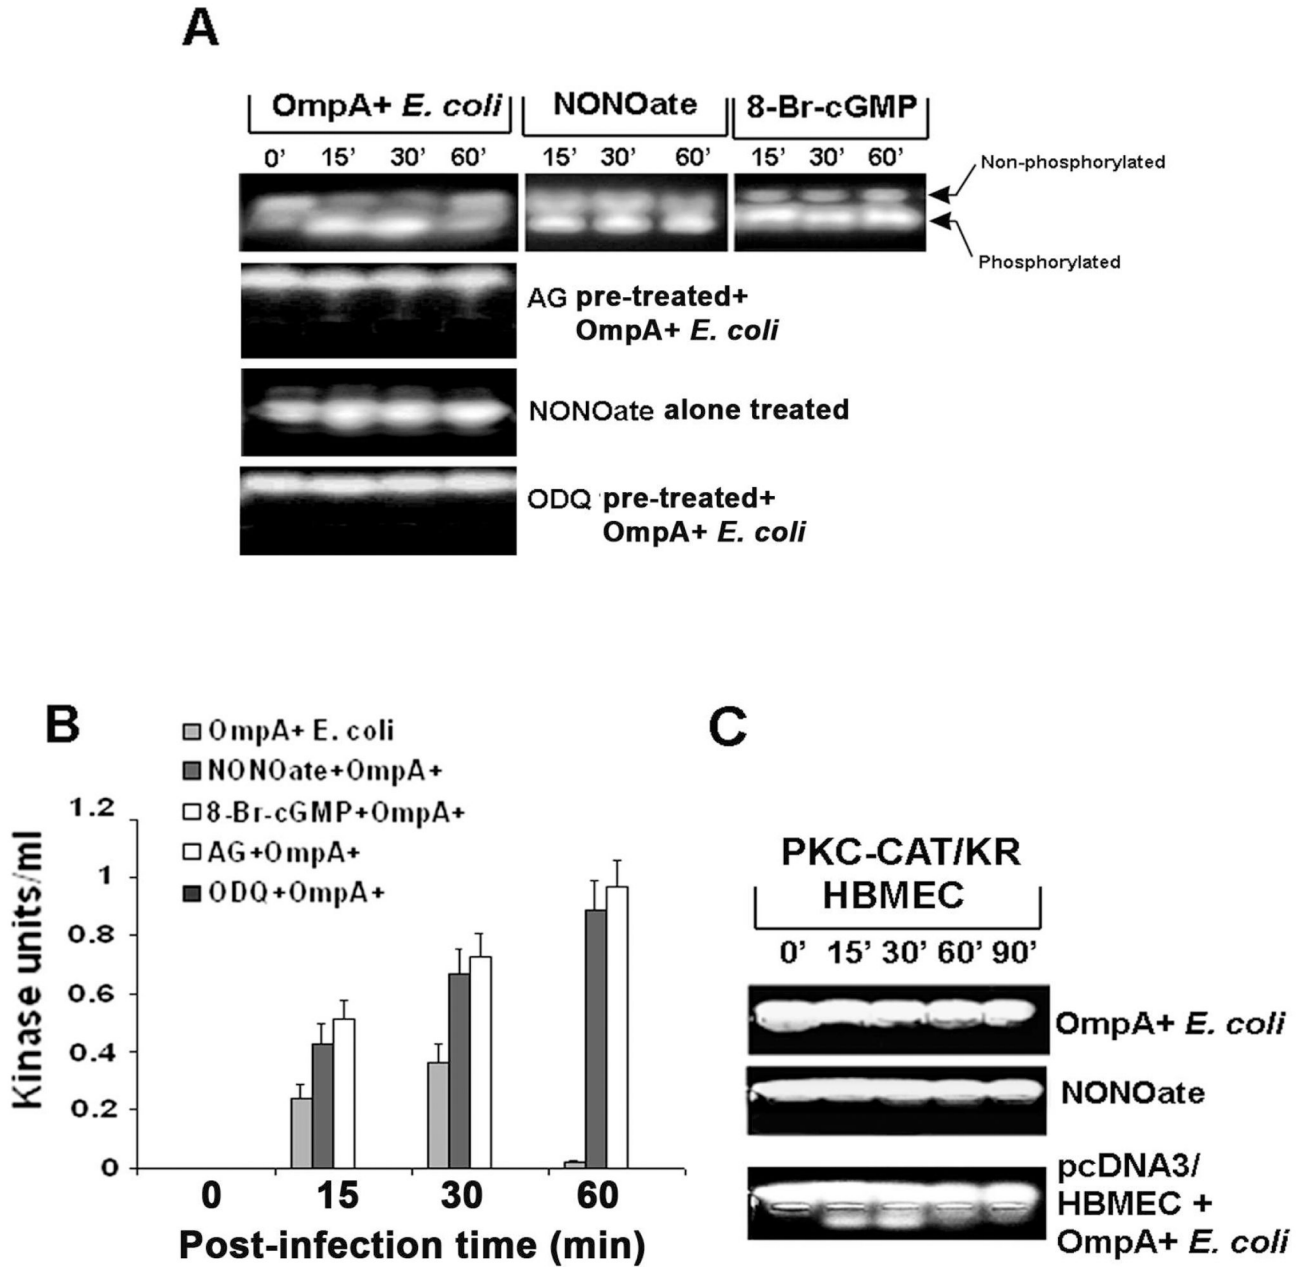 A
OmpA+ E. coli NONOate 8-Br-cGMP
0' 15' 30' 60' 15' 30' 60' 15' 30' 60'
Non-phosphorylated
Phosphorylated
AG pre-treated+
OmpA+ E. coli
NONOate alone treated
ODQ pre-treated+
OmpA+ E. coli
B
OmpA+ E. coli
NONOate+OmpA+
8-Br-cGMP+OmpA+
AG+OmpA+
ODQ+OmpA+
Kinase units/ml
1.2
1
0.8
0.6
0.4
0.2
0
0 15 30 60
Post-infection time (min)
C
PKC-CAT/KR
HBMEC
0' 15' 30' 60' 90'
OmpA+ E. coli
NONOate
pcDNA3/
HBMEC +
OmpA+ E. coli